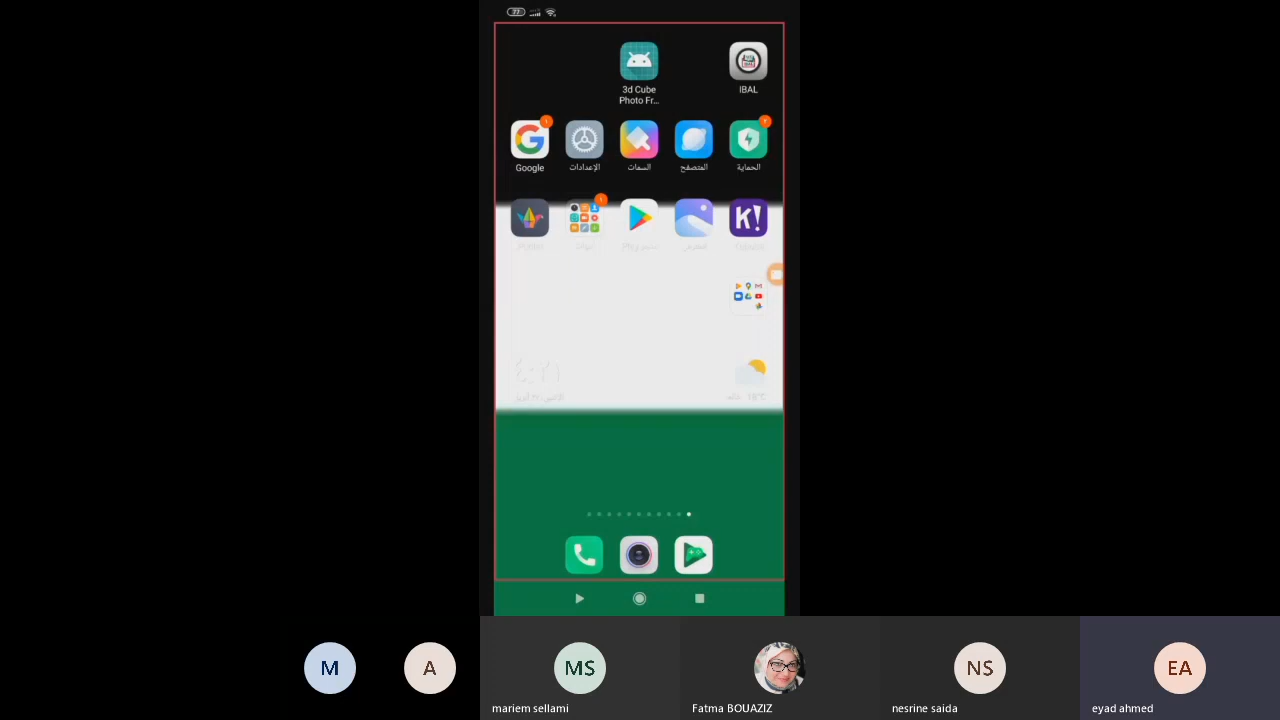 77
3d Cube
Photo Fr...
IBAL
Google
الإعدادات
السمات
المتصفح
الحماية
K!
M
A
MS
NS
EA
mariem sellami
Fatma BOUAZIZ
nesrine saida
eyad ahmed